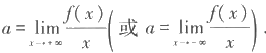 a = lim_{x→+∞} f(x)/x (或 a = lim_{x→-∞} f(x)/x).